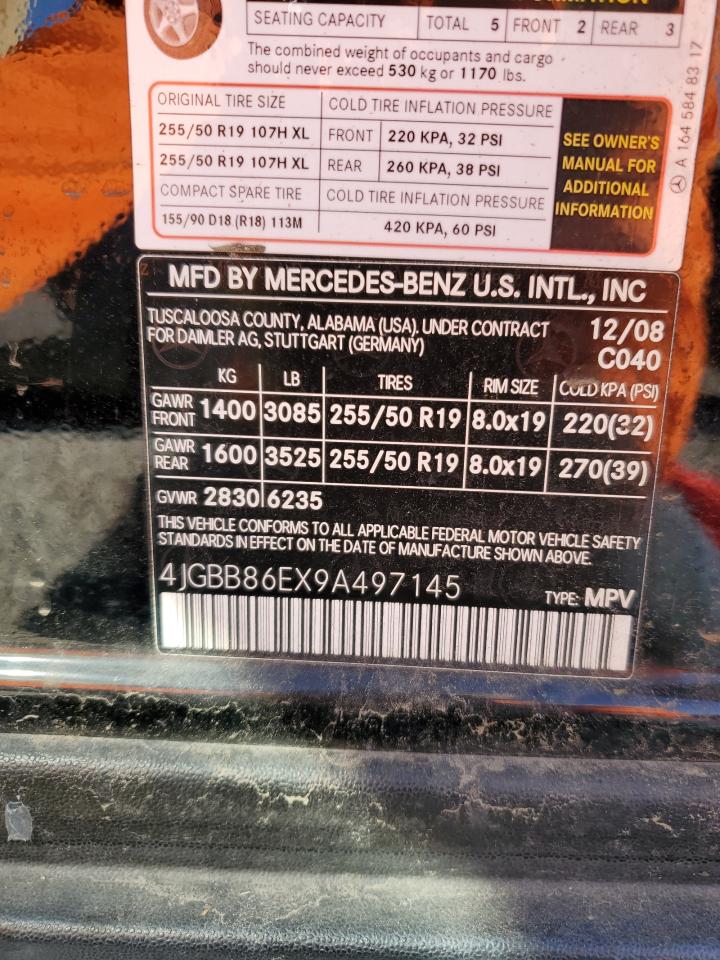 SEATING CAPACITY TOTAL 5 FRONT 2 REAR 3
The combined weight of occupants and cargo
should never exceed 530 kg or 1170 lbs.
ORIGINAL TIRE SIZE COLD TIRE INFLATION PRESSURE
255/50 R19 107H XL FRONT 220 KPA, 32 PSI
255/50 R19 107H XL REAR 260 KPA, 38 PSI
COMPACT SPARE TIRE COLD TIRE INFLATION PRESSURE
155/90 D18 (R18) 113M 420 KPA, 60 PSI
SEE OWNER'S
MANUAL FOR
ADDITIONAL
INFORMATION
A 164 584 83 17
MFD BY MERCEDES-BENZ U.S. INTL., INC
TUSCALOOSA COUNTY, ALABAMA (USA). UNDER CONTRACT
FOR DAIMLER AG, STUTTGART (GERMANY)
12/08
C040
KG LB TIRES RIM SIZE COLD KPA (PSI)
GAWR FRONT 1400 3085 255/50 R19 8.0x19 220(32)
GAWR REAR 1600 3525 255/50 R19 8.0x19 270(39)
GVWR 2830 6235
THIS VEHICLE CONFORMS TO ALL APPLICABLE FEDERAL MOTOR VEHICLE SAFETY
STANDARDS IN EFFECT ON THE DATE OF MANUFACTURE SHOWN ABOVE.
4JGBB86EX9A497145 TYPE: MPV